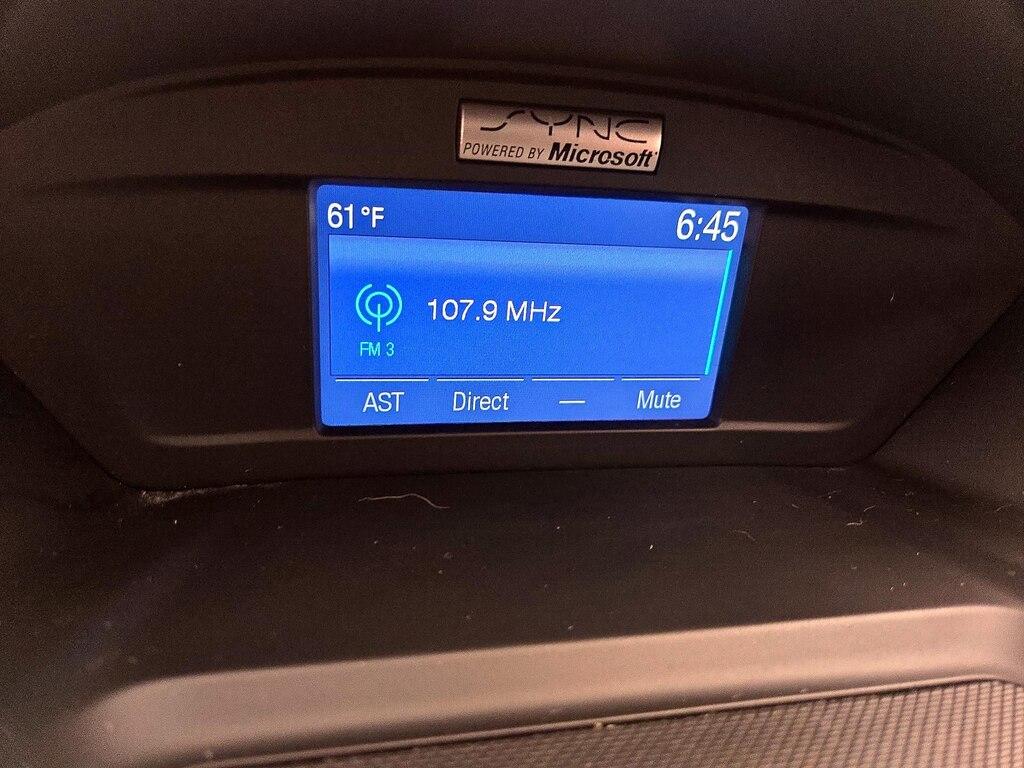 SYNC
POWERED BY Microsoft
61°F 6:45
107.9 MHz
FM 3
AST Direct — Mute